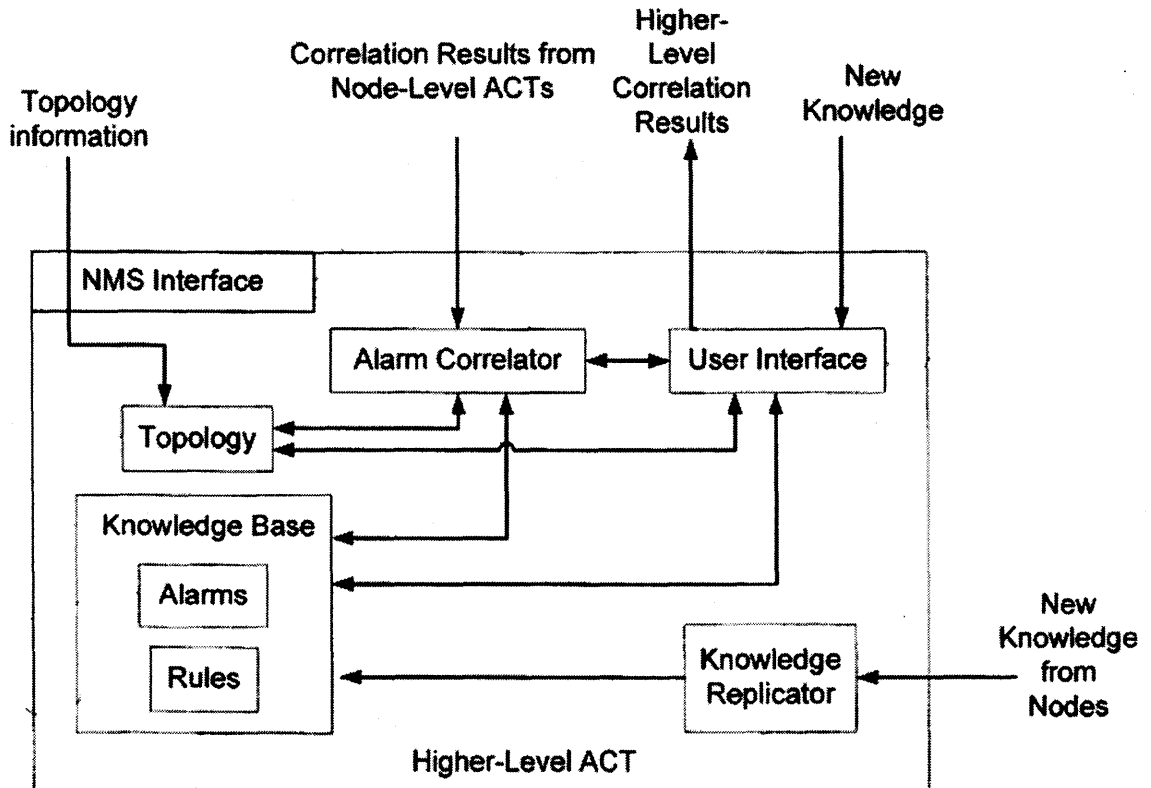 Higher-
Level
Correlation
Results
Correlation Results from
Node-Level ACTs
New
Knowledge
Topology
information
NMS Interface
Alarm Correlator
User Interface
Topology
Knowledge Base
Alarms
Rules
Knowledge
Replicator
New
Knowledge
from
Nodes
Higher-Level ACT